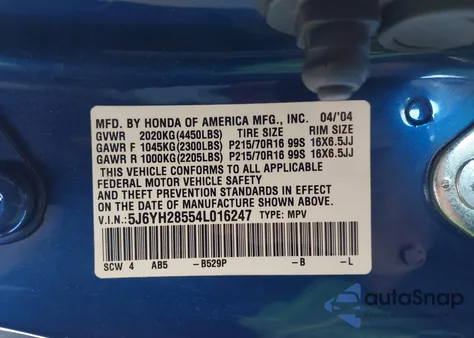 MFD. BY HONDA OF AMERICA MFG., INC. 04/'04
GVWR 2020KG(4450LBS) TIRE SIZE RIM SIZE
GAWR F 1045KG(2300LBS) P215/70R16 99S 16X6.5JJ
GAWR R 1000KG(2205LBS) P215/70R16 99S 16X6.5JJ
THIS VEHICLE CONFORMS TO ALL APPLICABLE
FEDERAL MOTOR VEHICLE SAFETY
AND THEFT PREVENTION STANDARDS IN EFFECT
ON THE DATE OF MANUFACTURE SHOWN ABOVE.
V.I.N.: 5J6YH28554L016247 TYPE: MPV
SCW 4 AB5 -B529P -B -L
autoSnap